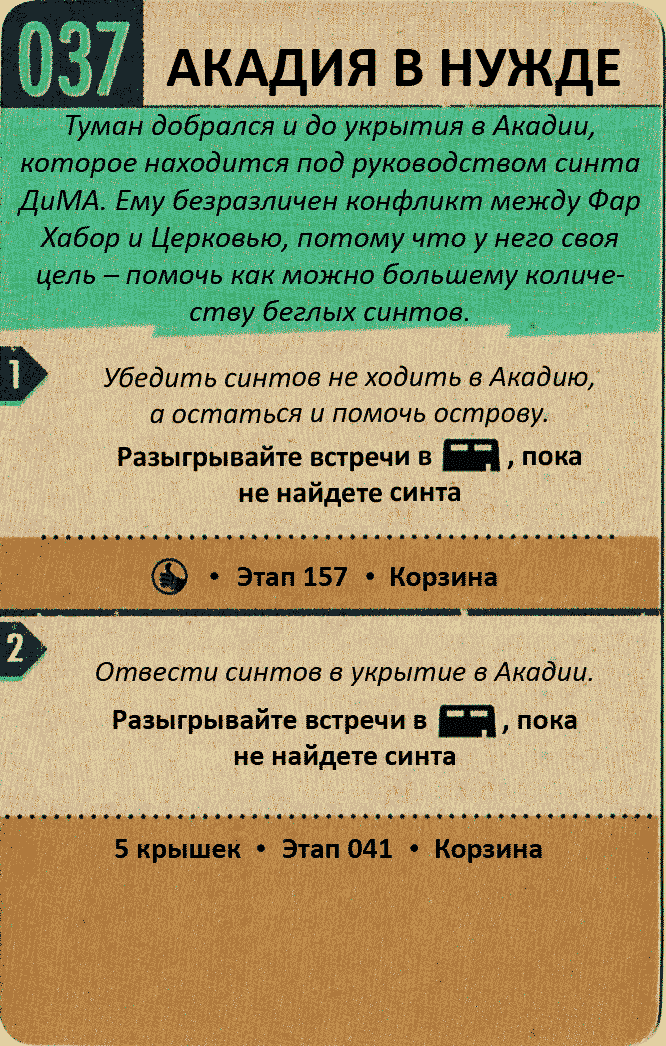 037
АКАДИЯ В НУЖДЕ
Туман добрался и до укрытия в Акадии,
которое находится под руководством синта
ДиМА. Ему безразличен конфликт между Фар
Хабор и Церковью, потому что у него своя
цель – помочь как можно большему количе-
ству беглых синтов.
1
Убедить синтов не ходить в Акадию,
а остаться и помочь острову.
Разыгрывайте встречи в , пока
не найдете синта
• Этап 157 • Корзина
2
Отвести синтов в укрытие в Акадии.
Разыгрывайте встречи в , пока
не найдете синта
5 крышек • Этап 041 • Корзина